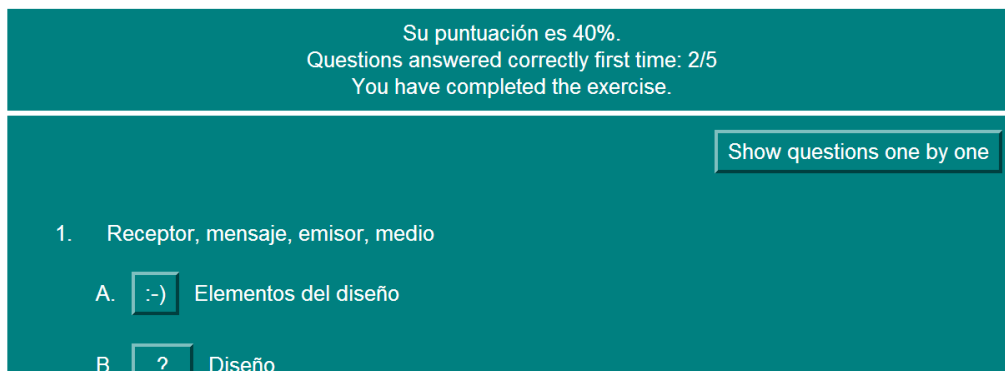 Su puntuación es 40%.
Questions answered correctly first time: 2/5
You have completed the exercise.
Show questions one by one
1. Receptor, mensaje, emisor, medio
A. :-) Elementos del diseño
B. ? Diseño